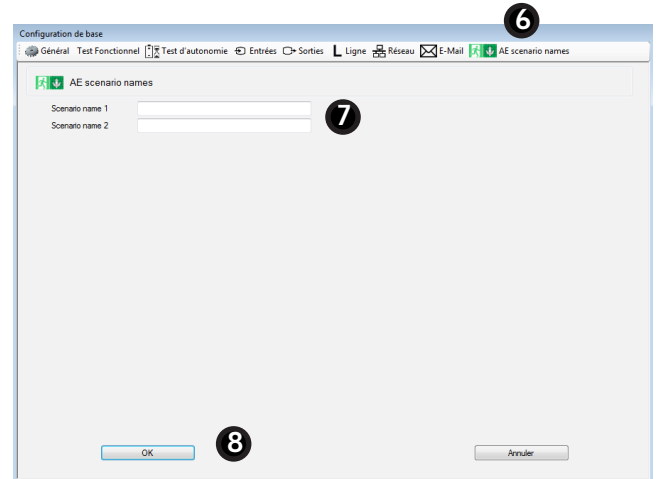 6
Configuration de base
Général Test Fonctionnel Test d'autonomie Entrées Sorties L Ligne Réseau E-Mail AE scenario names
AE scenario names
Scenario name 1
7
Scenario name 2
OK
8
Annuler